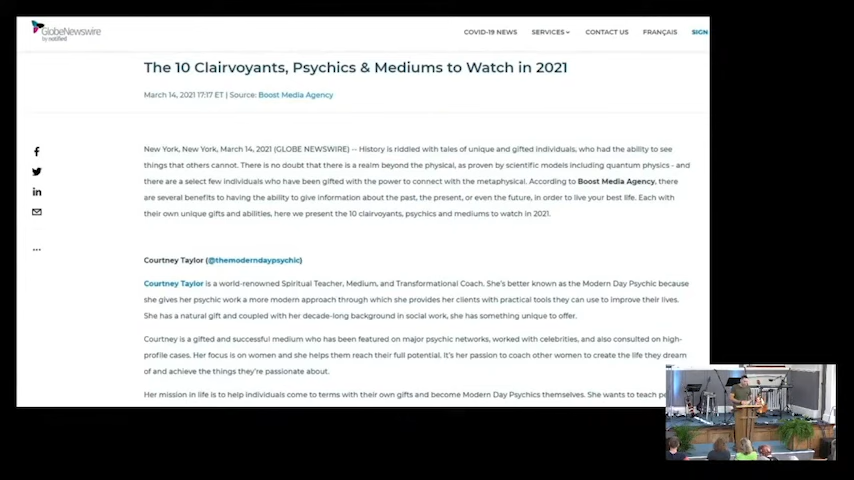 GlobeNewswire
by notified
COVID-19 NEWS SERVICES CONTACT US FRANÇAIS SIGN
The 10 Clairvoyants, Psychics & Mediums to Watch in 2021
March 14, 2021 17:17 ET | Source: Boost Media Agency
New York, New York, March 14, 2021 (GLOBE NEWSWIRE) -- History is riddled with tales of unique and gifted individuals, who had the ability to see
things that others cannot. There is no doubt that there is a realm beyond the physical, as proven by scientific models including quantum physics - and
there are a select few individuals who have been gifted with the power to connect with the metaphysical. According to Boost Media Agency, there
are several benefits to having the ability to give information about the past, the present, or even the future, in order to live your best life. Each with
their own unique gifts and abilities, here we present the 10 clairvoyants, psychics and mediums to watch in 2021.
Courtney Taylor (@themoderndaypsychic)
Courtney Taylor is a world-renowned Spiritual Teacher, Medium, and Transformational Coach. She's better known as the Modern Day Psychic because
she gives her psychic work a more modern approach through which she provides her clients with practical tools they can use to improve their lives.
She has a natural gift and coupled with her decade-long background in social work, she has something unique to offer.
Courtney is a gifted and successful medium who has been featured on major psychic networks, worked with celebrities, and also consulted on high-
profile cases. Her focus is on women and she helps them reach their full potential. It's her passion to coach other women to create the life they dream
of and achieve the things they're passionate about.
Her mission in life is to help individuals come to terms with their own gifts and become Modern Day Psychics themselves. She wants to teach